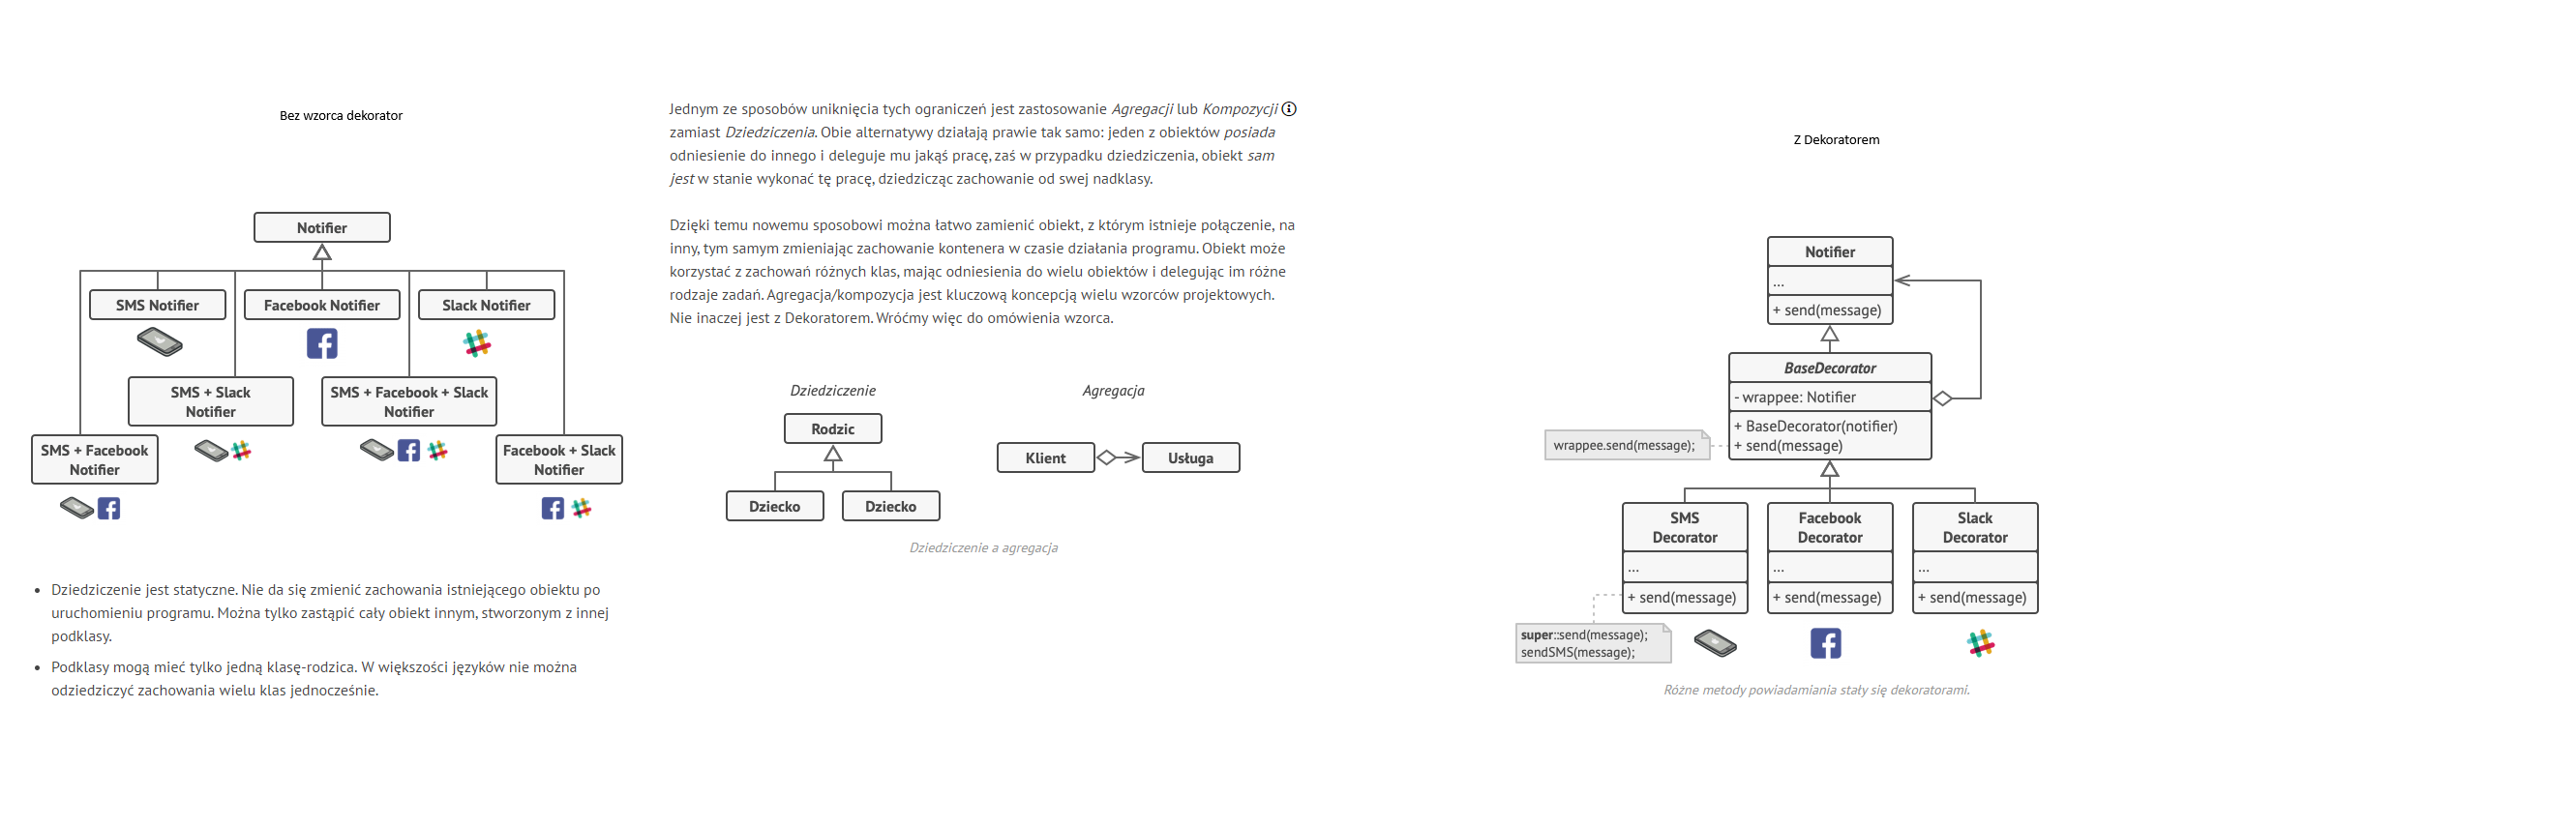 Bez wzorca dekorator
Notifier
SMS Notifier
Facebook Notifier
Slack Notifier
SMS + Slack
Notifier
SMS + Facebook + Slack
Notifier
SMS + Facebook
Notifier
Facebook + Slack
Notifier
• Dziedziczenie jest statyczne. Nie da się zmienić zachowania istniejącego obiektu po
uruchomieniu programu. Można tylko zastąpić cały obiekt innym, stworzonym z innej
podklasy.
• Podklasy mogą mieć tylko jedną klasę-rodzica. W większości języków nie można
odziedziczyć zachowania wielu klas jednocześnie.
Jednym ze sposobów uniknięcia tych ograniczeń jest zastosowanie Agregacji lub Kompozycji
zamiast Dziedziczenia. Obie alternatywy działają prawie tak samo: jeden z obiektów posiada
odniesienie do innego i deleguje mu jakąś pracę, zaś w przypadku dziedziczenia, obiekt sam
jest w stanie wykonać tę pracę, dziedzicząc zachowanie od swej nadklasy.
Dzięki temu nowemu sposobowi można łatwo zamienić obiekt, z którym istnieje połączenie, na
inny, tym samym zmieniając zachowanie kontenera w czasie działania programu. Obiekt może
korzystać z zachowań różnych klas, mając odniesienia do wielu obiektów i delegując im różne
rodzaje zadań. Agregacja/kompozycja jest kluczową koncepcją wielu wzorców projektowych.
Nie inaczej jest z Dekoratorem. Wróćmy więc do omówienia wzorca.
Dziedziczenie
Rodzic
Dziecko
Dziecko
Agregacja
Klient
Usługa
Dziedziczenie a agregacja
Z Dekoratorem
Notifier
...
+ send(message)
BaseDecorator
- wrappee: Notifier
+ BaseDecorator(notifier)
+ send(message)
wrappee.send(message);
SMS
Decorator
...
+ send(message)
Facebook
Decorator
...
+ send(message)
Slack
Decorator
...
+ send(message)
super::send(message);
sendSMS(message);
Różne metody powiadamiania stały się dekoratorami.